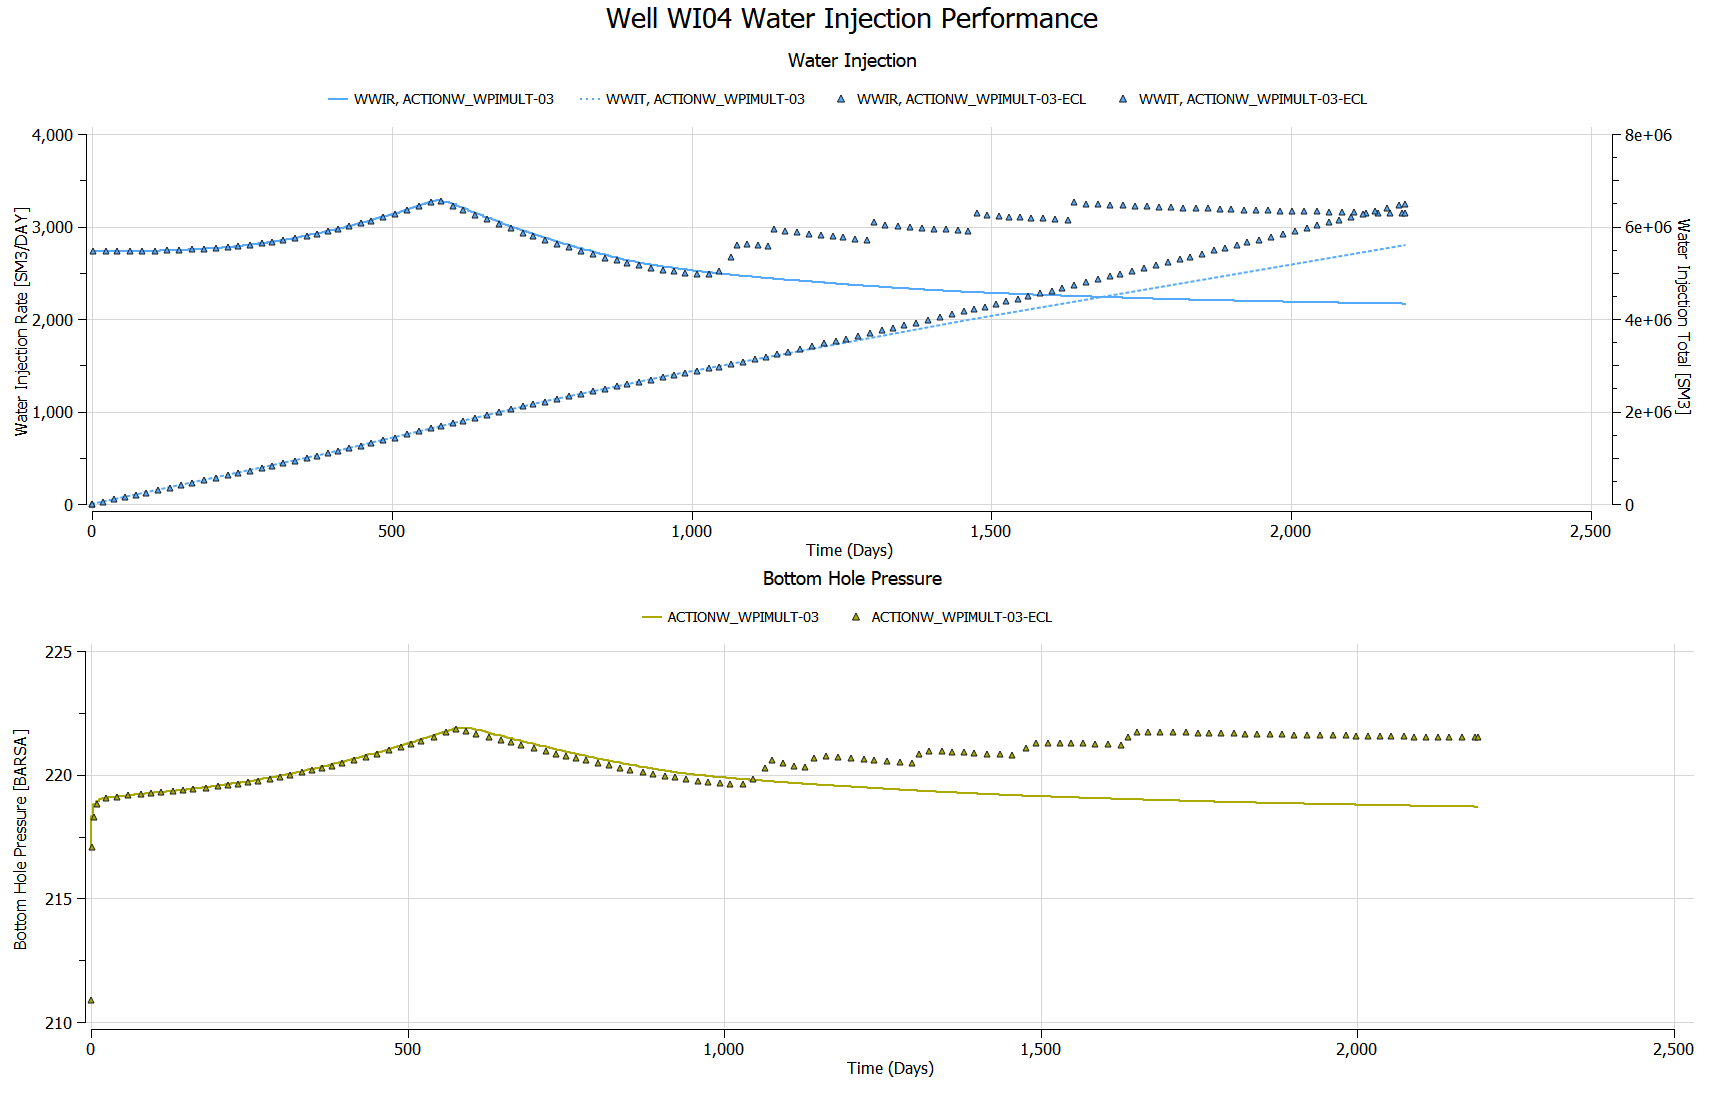 Well WI04 Water Injection Performance
Water Injection
WWIR, ACTIONW_WPIMULT-03 WWIT, ACTIONW_WPIMULT-03 WWIR, ACTIONW_WPIMULT-03-ECL WWIT, ACTIONW_WPIMULT-03-ECL
Water Injection Rate [SM3/DAY]
4,000
3,000
2,000
1,000
0
8e+06
6e+06
4e+06
2e+06
0
Water Injection Total [SM3]
0 500 1,000 1,500 2,000 2,500
Time (Days)
Bottom Hole Pressure
ACTIONW_WPIMULT-03 ACTIONW_WPIMULT-03-ECL
Bottom Hole Pressure [BARSA]
225
220
215
210
0 500 1,000 1,500 2,000 2,500
Time (Days)